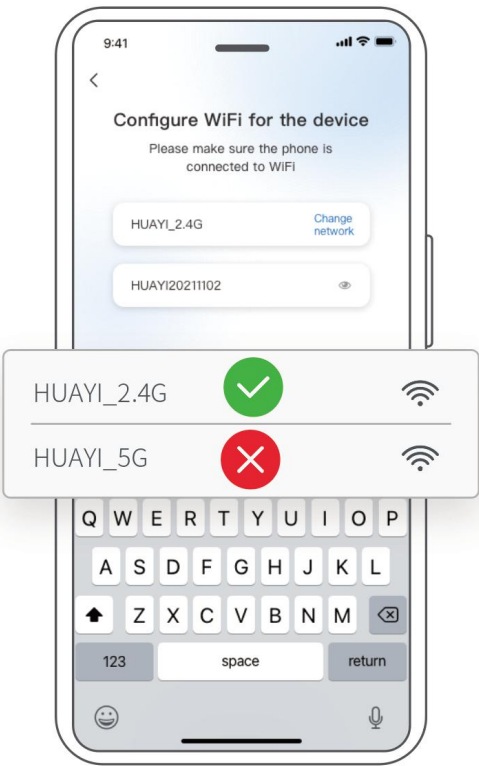 9:41
Configure WiFi for the device
Please make sure the phone is
connected to WiFi
HUAYI_2.4G
Change
network
HUAYI20211102
HUAYI_2.4G
HUAYI_5G
Q W E R T Y U I O P
A S D F G H J K L
Z X C V B N M
123 space return